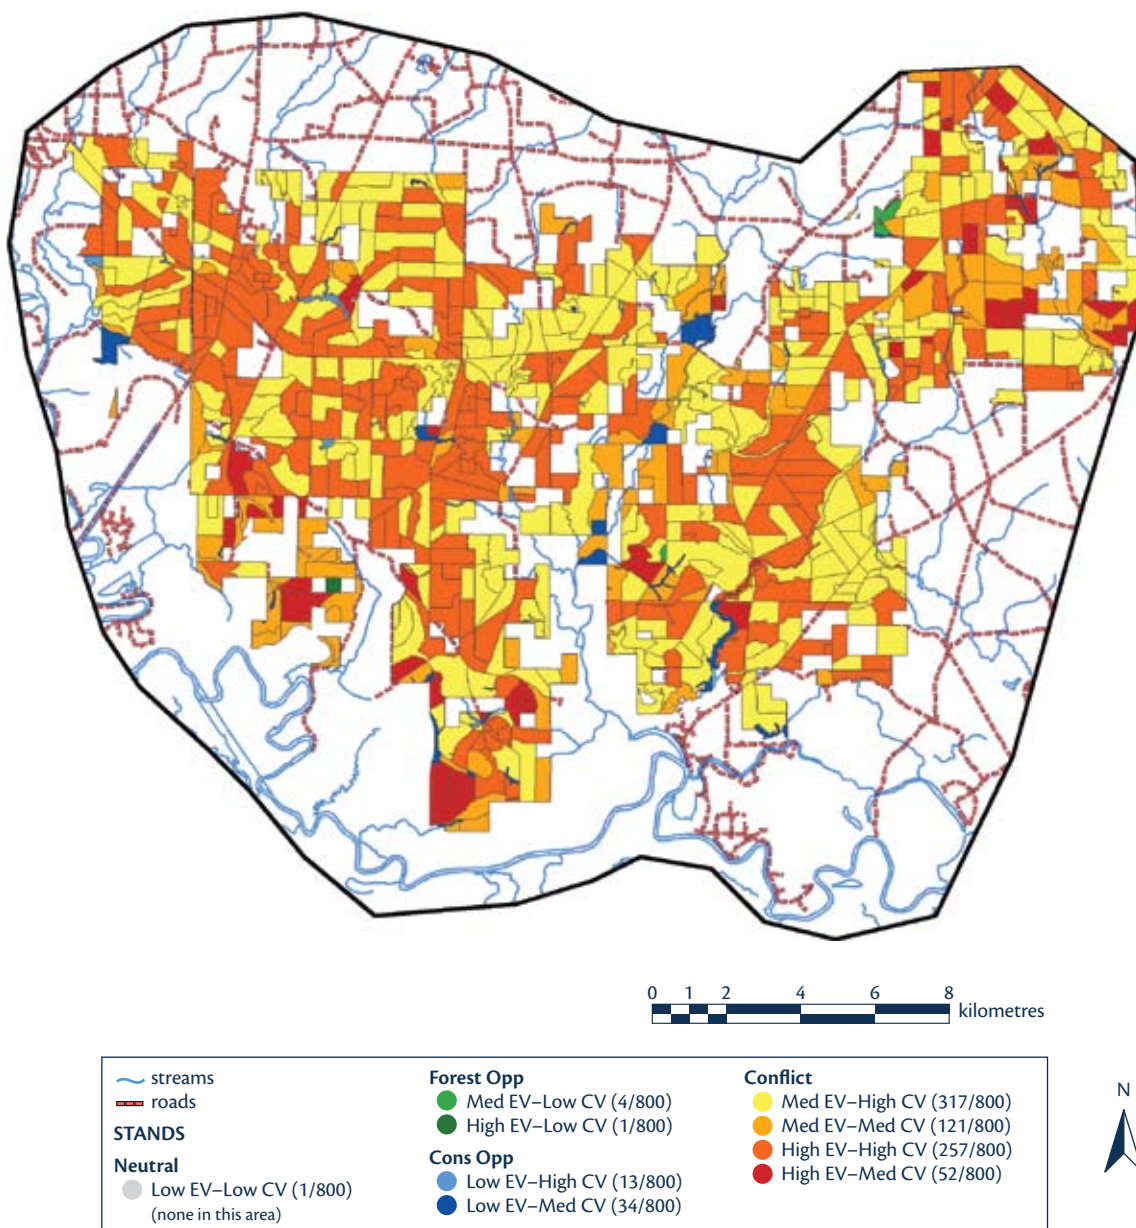 0 1 2 4 6 8
kilometres
streams
roads
STANDS
Neutral
Low EV–Low CV (1/800)
(none in this area)
Forest Opp
Med EV–Low CV (4/800)
High EV–Low CV (1/800)
Cons Opp
Low EV–High CV (13/800)
Low EV–Med CV (34/800)
Conflict
Med EV–High CV (317/800)
Med EV–Med CV (121/800)
High EV–High CV (257/800)
High EV–Med CV (52/800)
N